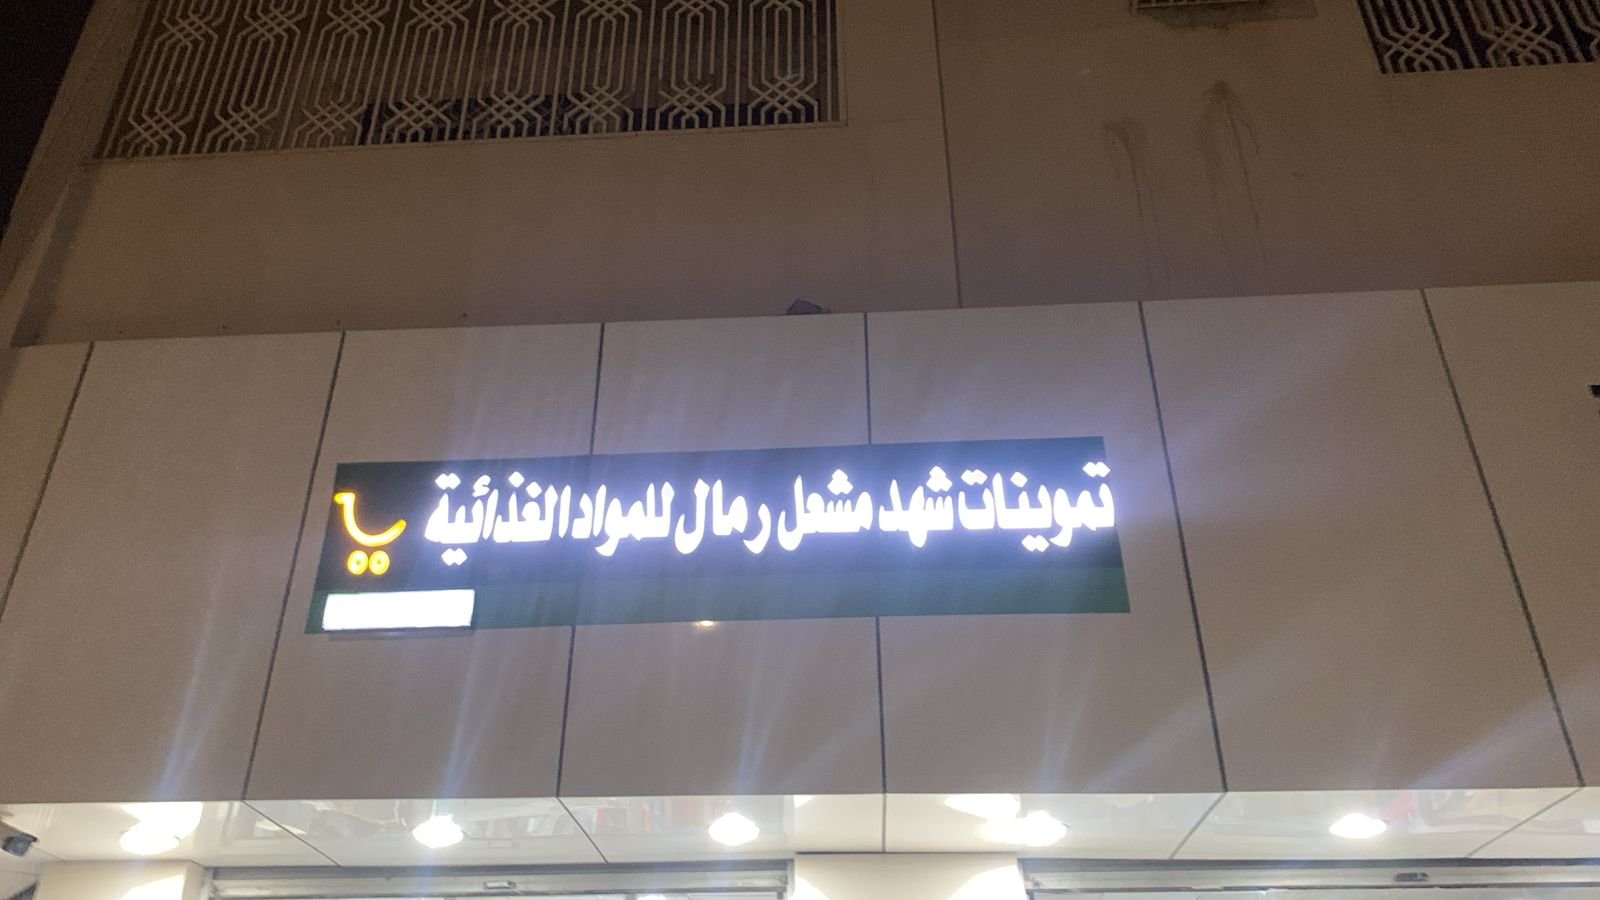 تموينات شهد مشعل رمال للمواد الغذائية